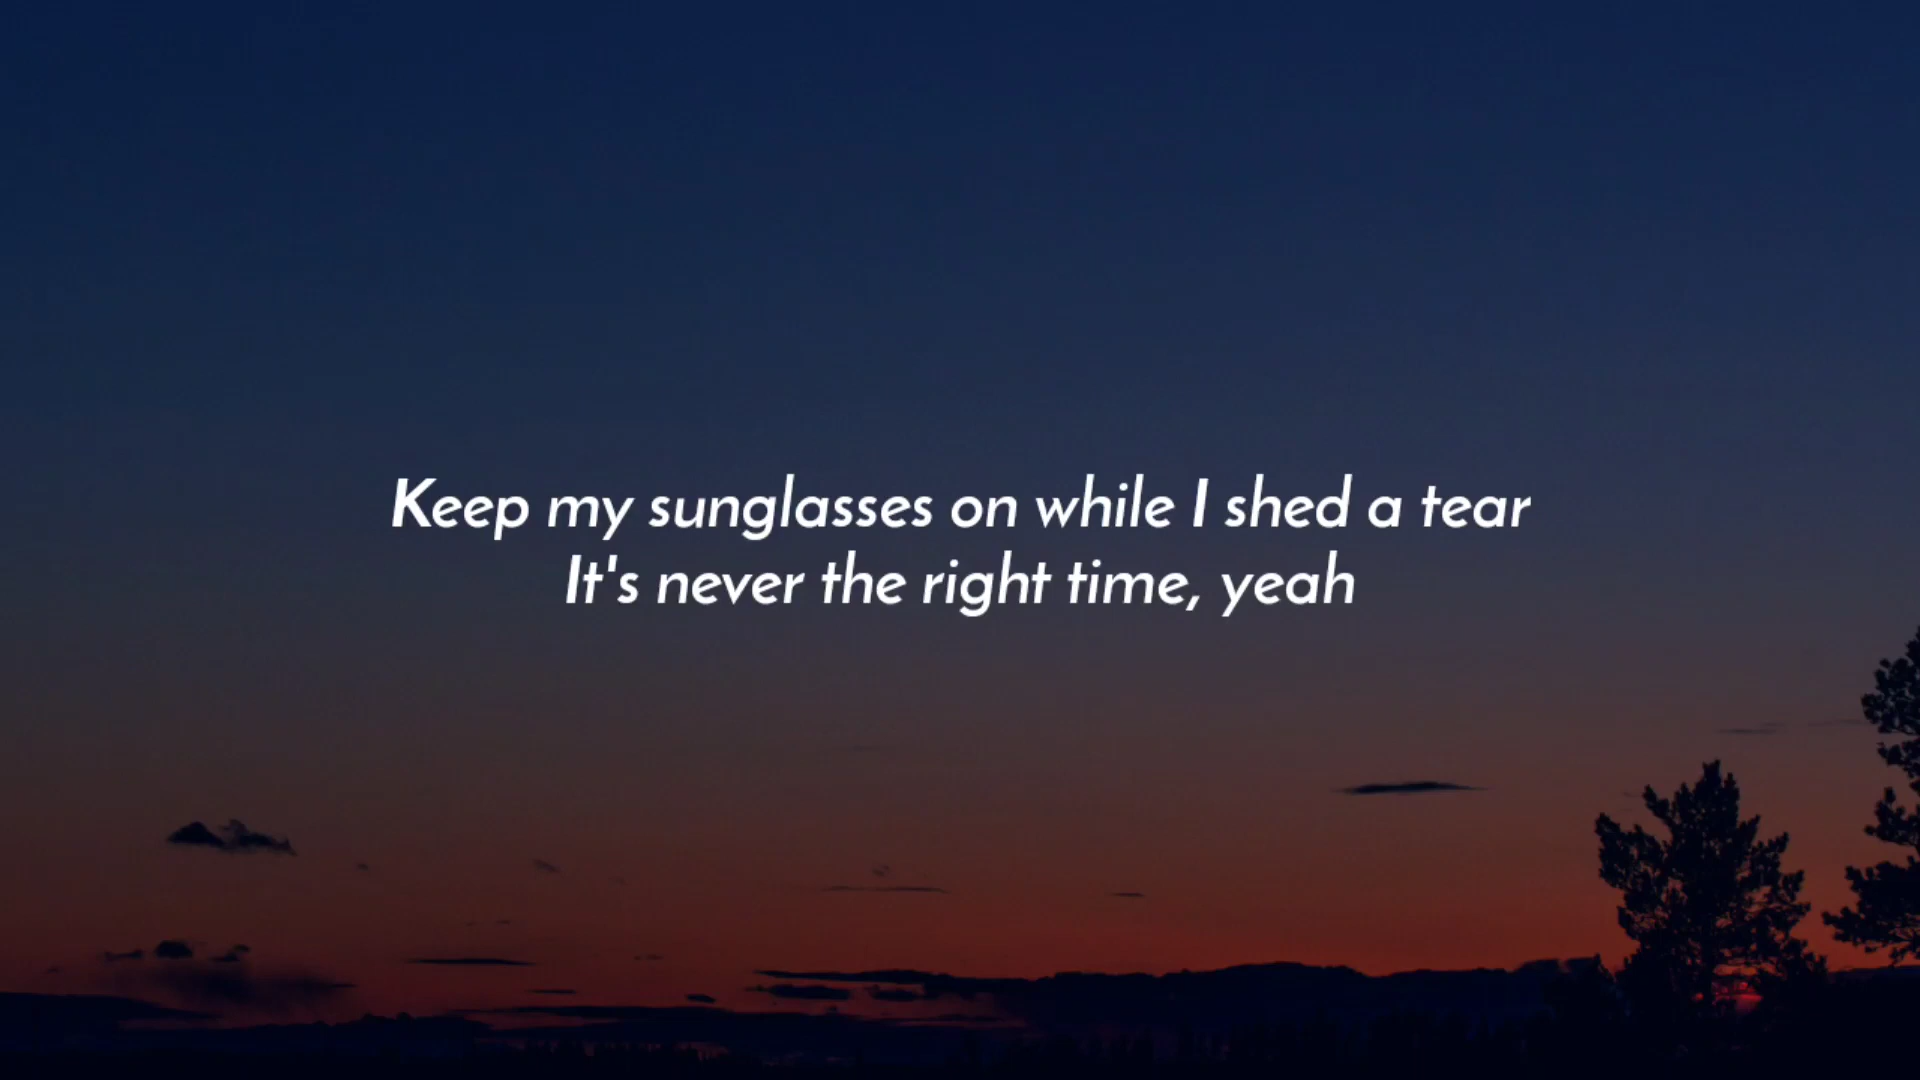 Keep my sunglasses on while I shed a tear
It's never the right time, yeah